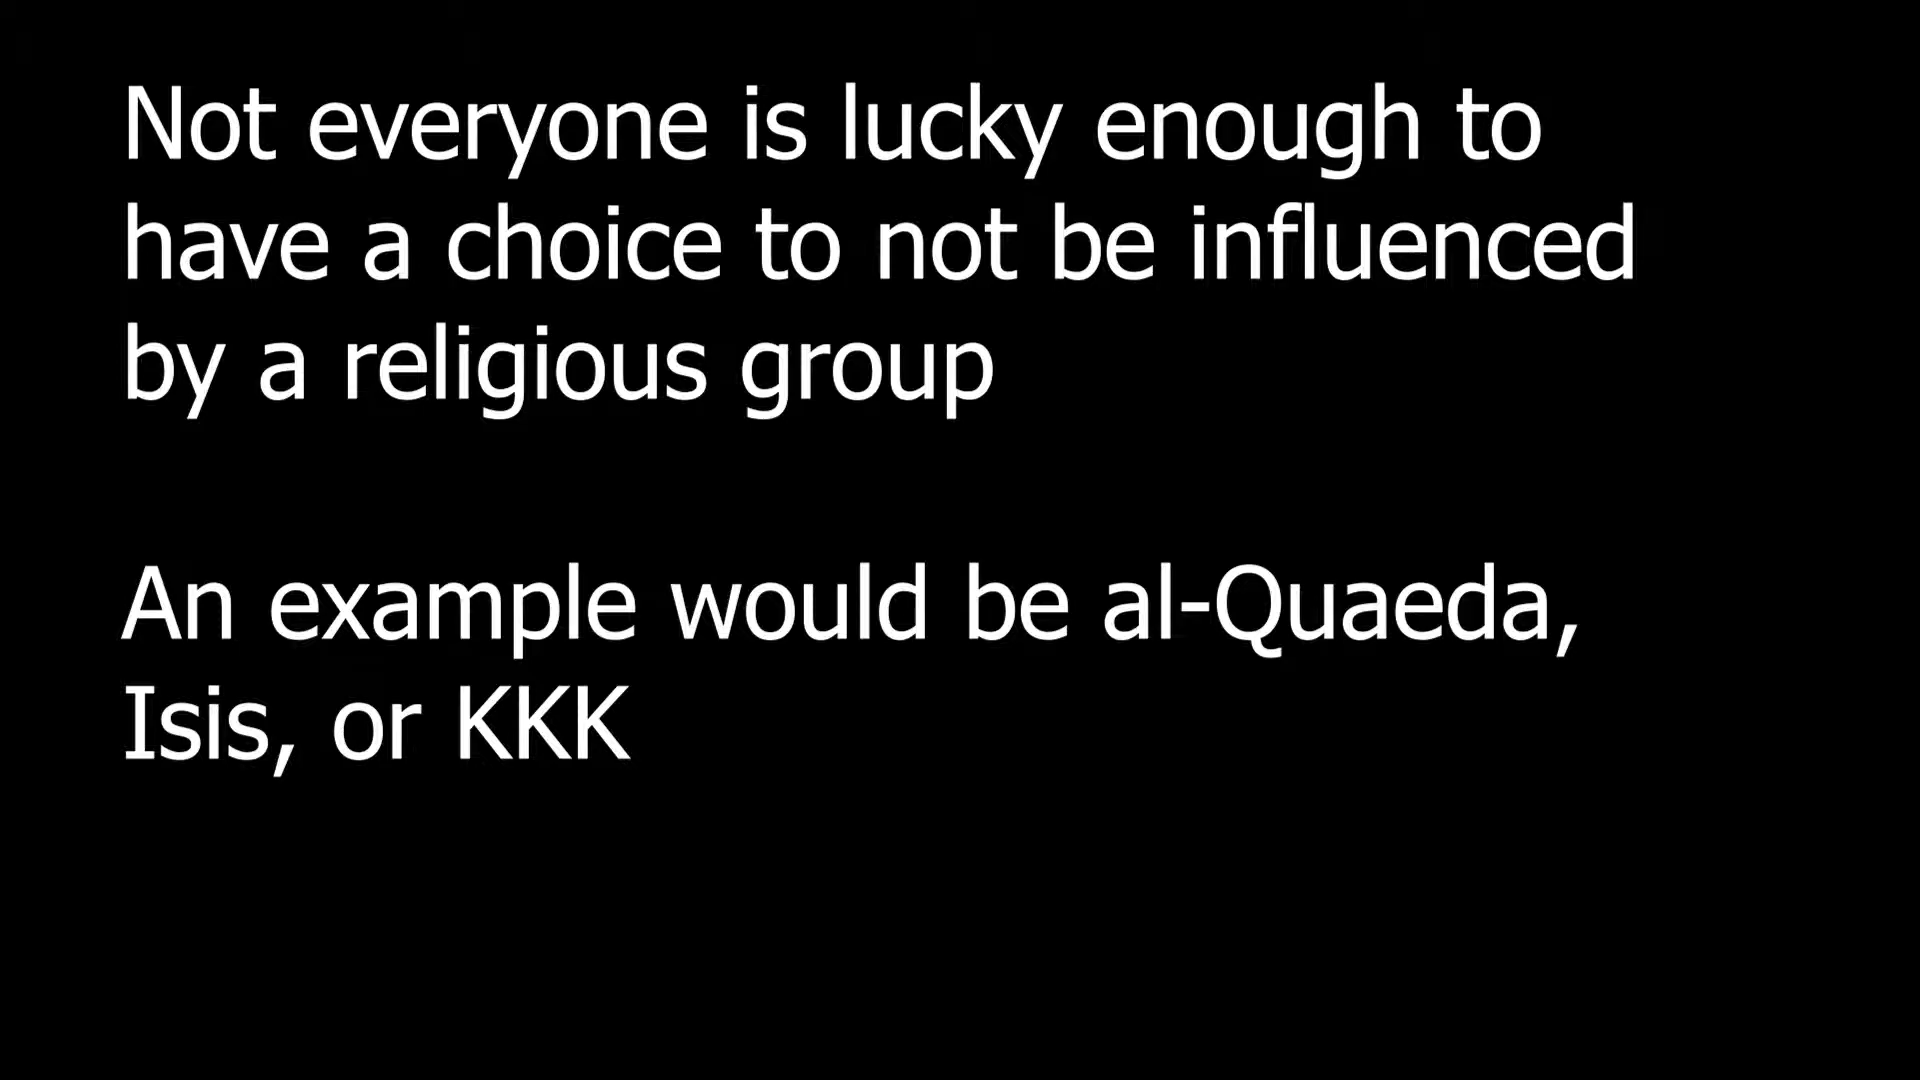 Not everyone is lucky enough to
have a choice to not be influenced
by a religious group
An example would be al-Quaeda,
Isis, or KKK